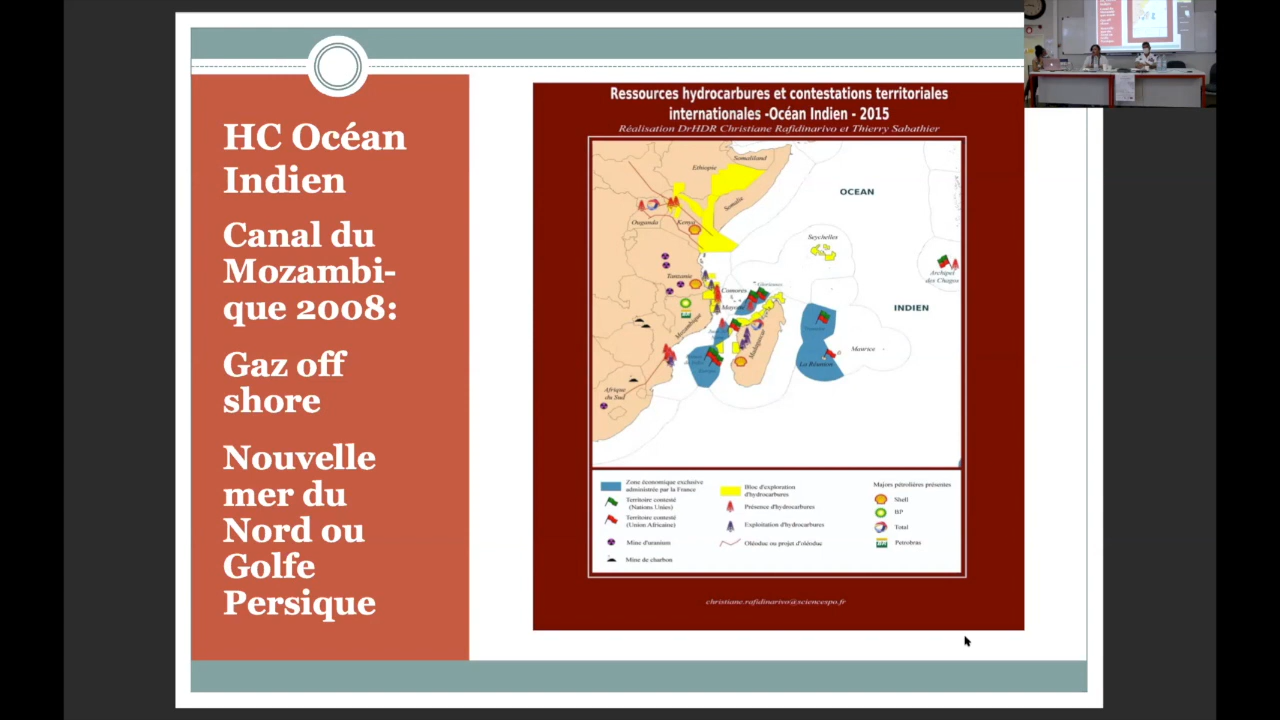 HC Océan
Indien
Canal du
Mozambi-
que 2008:
Gaz off
shore
Nouvelle
mer du
Nord ou
Golfe
Persique
Ressources hydrocarbures et contestations territoriales
internationales -Océan Indien - 2015
Réalisation DrHDR Christiane Rafidinarivo et Thierry Sabathier
Somaliland
Ethiopie
OCEAN
Somalie
Ouganda
Kenya
Seychelles
Archipel
des Chagos
Tanzanie
Comores
Glorieuses
Mayotte
INDIEN
Mozambique
Madagascar
Maurice
La Réunion
Afrique
du Sud
Zone économique exclusive
administrée par la France
Territoire contesté
(Nations Unies)
Territoire contesté
(Union Africaine)
Mine d'uranium
Mine de charbon
Bloc d'exploration
d'hydrocarbures
Présence d'hydrocarbures
Exploitation d'hydrocarbures
Oléoduc ou projet d'oléoduc
Majors pétrolières présentes
Shell
BP
Total
Petrobras
christiane.rafidinarivo@sciencespo.fr